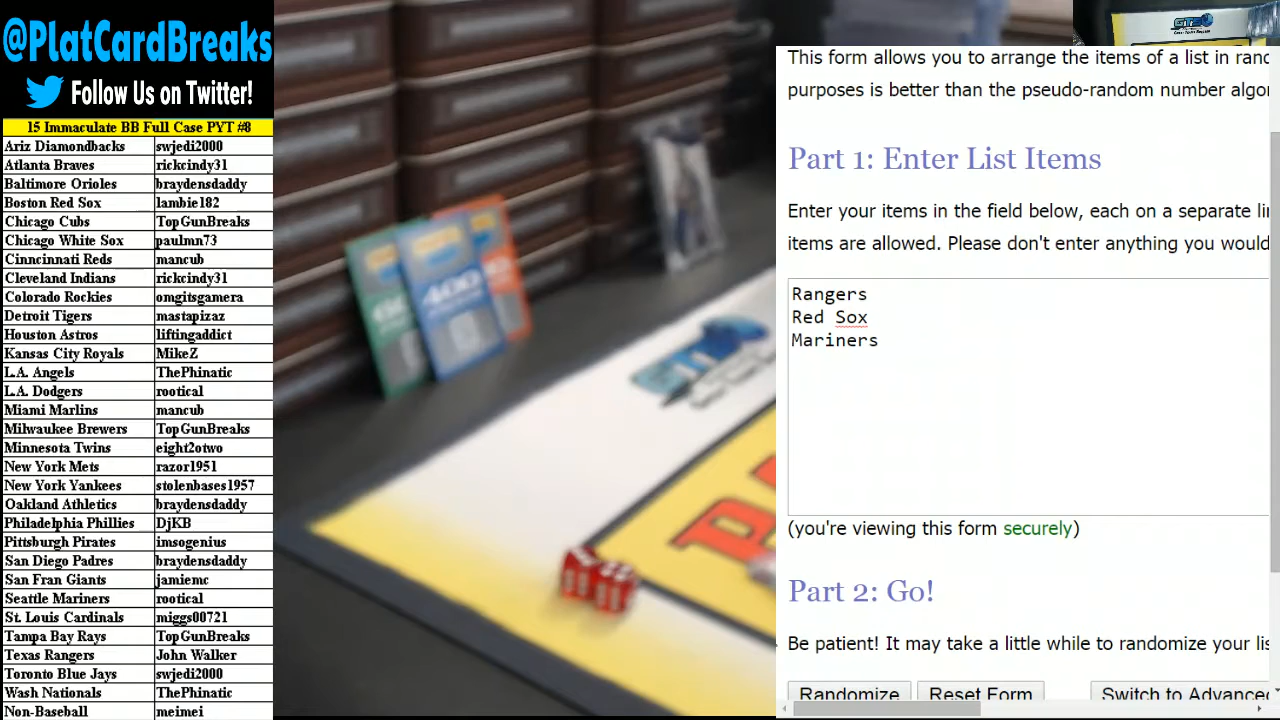 @PlatCardBreaks
Follow Us on Twitter!
15 Immaculate BB Full Case PYT #8
Ariz Diamondbacks swjedi2000
Atlanta Braves rickcindy31
Baltimore Orioles braydensdaddy
Boston Red Sox lambie182
Chicago Cubs TopGunBreaks
Chicago White Sox paulmn73
Cinncinnati Reds mancub
Cleveland Indians rickcindy31
Colorado Rockies omgitsgamera
Detroit Tigers mastapizaz
Houston Astros liftingaddict
Kansas City Royals MikeZ
L.A. Angels ThePhinatic
L.A. Dodgers rootical
Miami Marlins mancub
Milwaukee Brewers TopGunBreaks
Minnesota Twins eight2otwo
New York Mets razor1951
New York Yankees stolenbases1957
Oakland Athletics braydensdaddy
Philadelphia Phillies DjKB
Pittsburgh Pirates imsogenius
San Diego Padres braydensdaddy
San Fran Giants jamiemc
Seattle Mariners rootical
St. Louis Cardinals miggs00721
Tampa Bay Rays TopGunBreaks
Texas Rangers John Walker
Toronto Blue Jays swjedi2000
Wash Nationals ThePhinatic
Non-Baseball meimei
400
GTS
This form allows you to arrange the items of a list in rand
purposes is better than the pseudo-random number algor
Part 1: Enter List Items
Enter your items in the field below, each on a separate li
items are allowed. Please don't enter anything you would
Rangers
Red Sox
Mariners
(you're viewing this form securely)
Part 2: Go!
Be patient! It may take a little while to randomize your lis
Randomize Reset Form Switch to Advanced